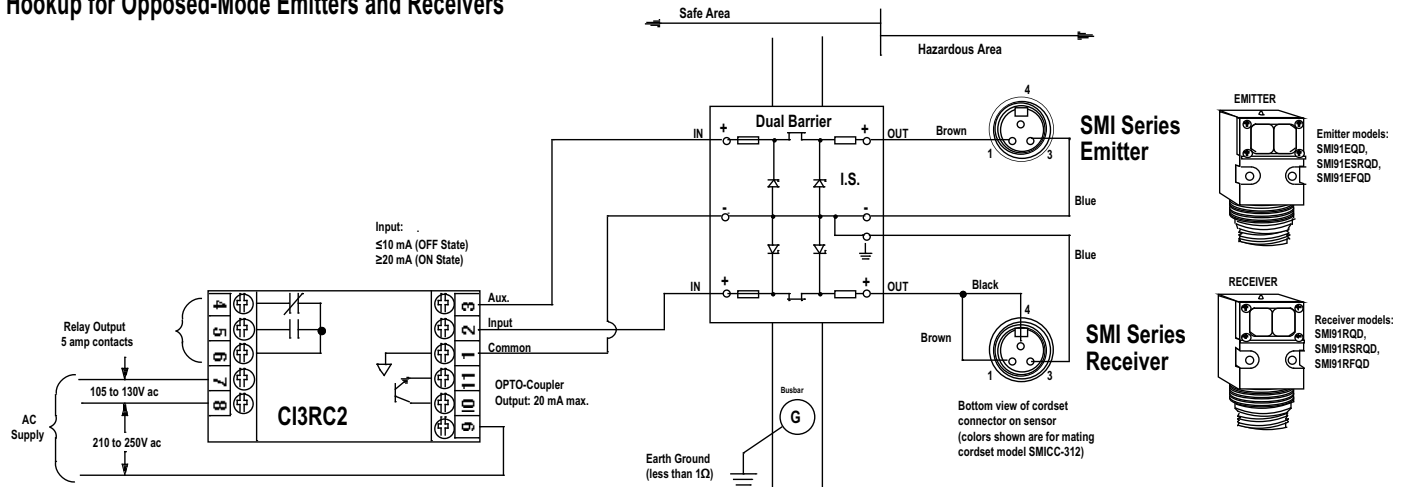 Hookup for Opposed-Mode Emitters and Receivers
Safe Area
Hazardous Area
Dual Barrier
IN
+
+
OUT
Brown
4
1
3
SMI Series
Emitter
EMITTER
Emitter models:
SMI91EQD,
SMI91ESRQD,
SMI91EFQD
I.S.
-
-
Blue
Blue
Input:
≤10 mA (OFF State)
≥20 mA (ON State)
IN
+
+
OUT
Black
Brown
4
1
3
SMI Series
Receiver
RECEIVER
Receiver models:
SMI91RQD,
SMI91RSRQD,
SMI91RFQD
Relay Output
5 amp contacts
4
5
6
7
8
3
2
1
11
10
9
Aux.
Input
Common
OPTO-Coupler
Output: 20 mA max.
CI3RC2
AC
Supply
105 to 130V ac
210 to 250V ac
Busbar
G
Earth Ground
(less than 1Ω)
Bottom view of cordset
connector on sensor
(colors shown are for mating
cordset model SMICC-312)